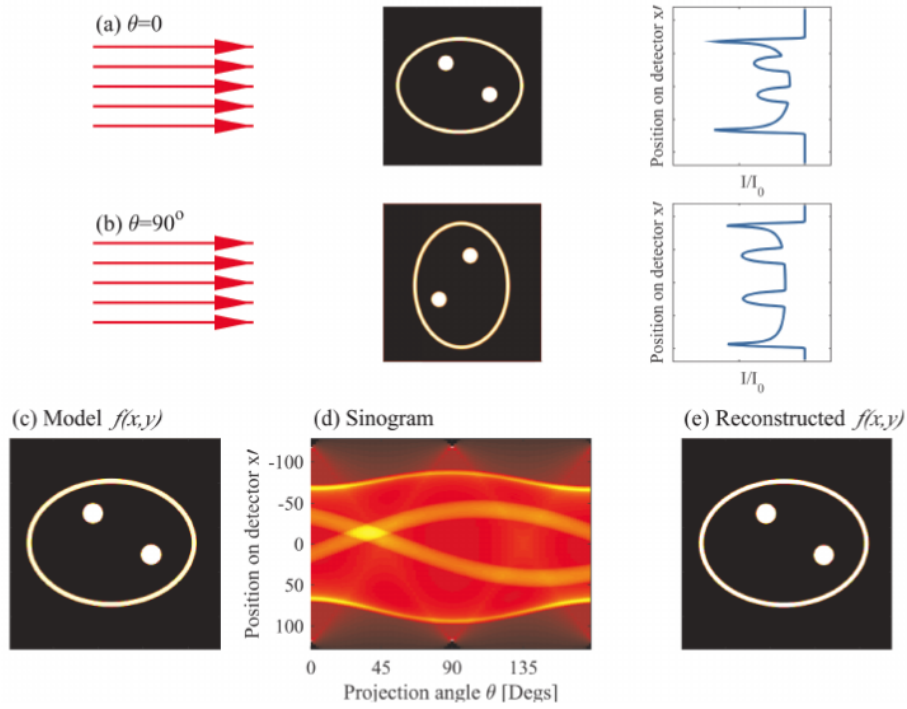 (a) θ=0
Position on detector x′
I/I₀
(b) θ=90°
Position on detector x′
I/I₀
(c) Model f(x,y)
(d) Sinogram
(e) Reconstructed f(x,y)
Position on detector x′
-100
-50
0
50
100
0 45 90 135
Projection angle θ [Degs]